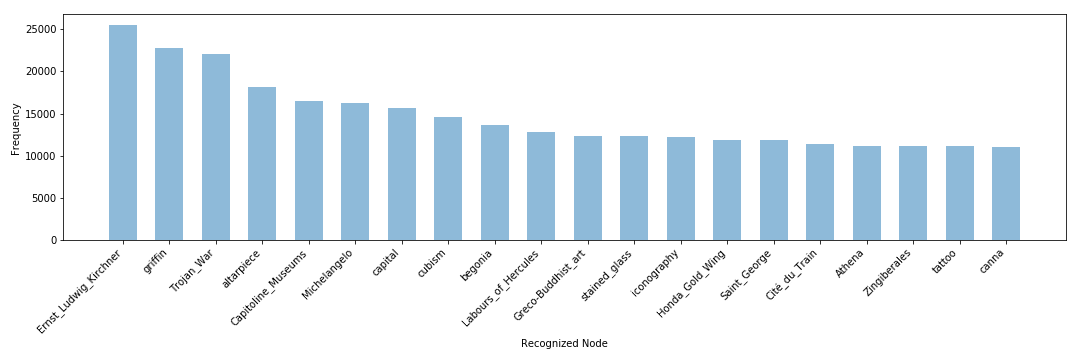 Frequency
25000
20000
15000
10000
5000
0
Ernst_Ludwig_Kirchner
griffin
Trojan_War
altarpiece
Capitoline_Museums
Michelangelo
capital
cubism
begonia
Labours_of_Hercules
Greco-Buddhist_art
stained_glass
iconography
Honda_Gold_Wing
Saint_George
Cité_du_Train
Athena
Zingiberales
tattoo
canna
Recognized Node